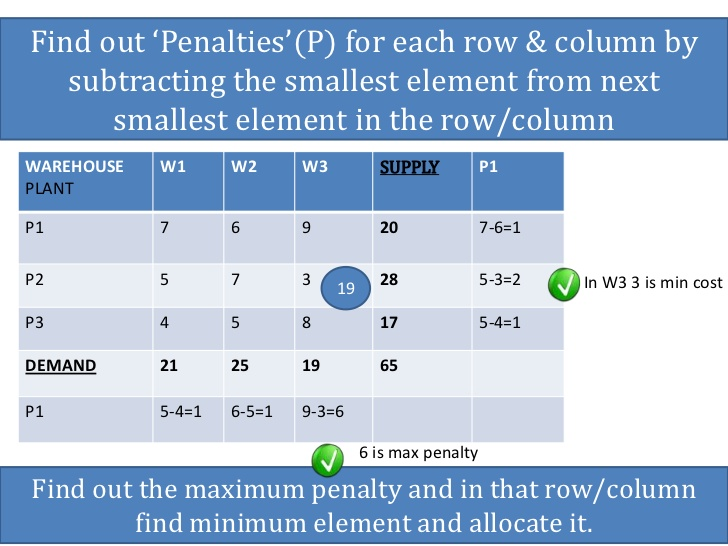 Find out ‘Penalties’(P) for each row & column by
subtracting the smallest element from next
smallest element in the row/column
WAREHOUSE W1 W2 W3 SUPPLY P1
PLANT
P1 7 6 9 20 7-6=1
P2 5 7 3 19 28 5-3=2 In W3 3 is min cost
P3 4 5 8 17 5-4=1
DEMAND 21 25 19 65
P1 5-4=1 6-5=1 9-3=6
6 is max penalty
Find out the maximum penalty and in that row/column
find minimum element and allocate it.